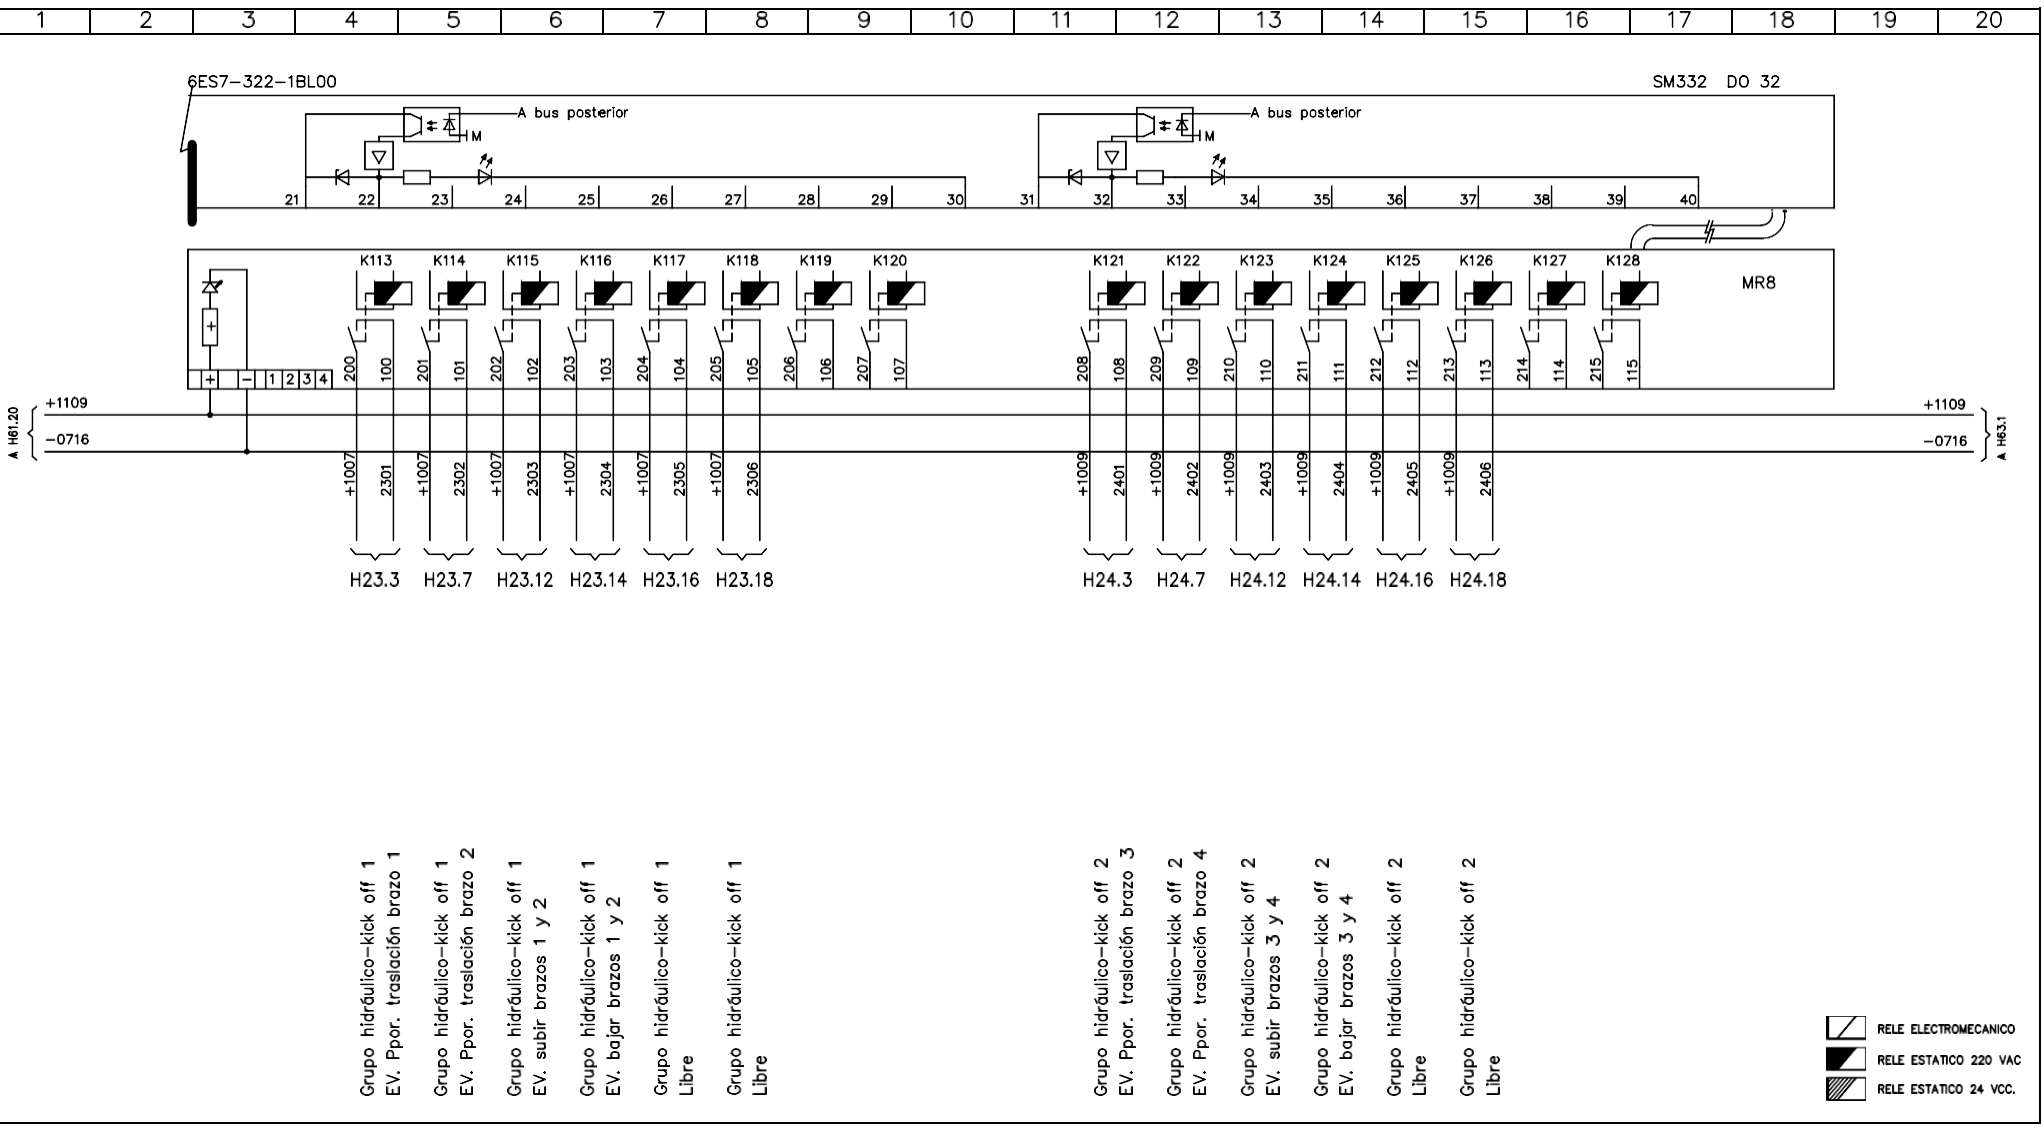 1 2 3 4 5 6 7 8 9 10 11 12 13 14 15 16 17 18 19 20
6ES7-322-1BL00
SM332 DO 32
A bus posterior
A bus posterior
M
M
21 22 23 24 25 26 27 28 29 30 31 32 33 34 35 36 37 38 39 40
K113 K114 K115 K116 K117 K118 K119 K120 K121 K122 K123 K124 K125 K126 K127 K128
MR8
+
+ - 1 2 3 4
200 100 201 101 202 102 203 103 204 104 205 105 206 106 207 107 208 108 209 109 210 110 211 111 212 112 213 113 214 114 215 115
A H61.20
+1109
+1109
-0716
-0716
A H63.1
+1007 2301 +1007 2302 +1007 2303 +1007 2304 +1007 2305 +1007 2306 +1009 2401 +1009 2402 +1009 2403 +1009 2404 +1009 2405 +1009 2406
H23.3 H23.7 H23.12 H23.14 H23.16 H23.18 H24.3 H24.7 H24.12 H24.14 H24.16 H24.18
Grupo hidráulico-kick off 1
EV. Ppor. traslación brazo 1
Grupo hidráulico-kick off 1
EV. Ppor. traslación brazo 2
Grupo hidráulico-kick off 1
EV. subir brazos 1 y 2
Grupo hidráulico-kick off 1
EV. bajar brazos 1 y 2
Grupo hidráulico-kick off 1
Libre
Grupo hidráulico-kick off 1
Libre
Grupo hidráulico-kick off 2
EV. Ppor. traslación brazo 3
Grupo hidráulico-kick off 2
EV. Ppor. traslación brazo 4
Grupo hidráulico-kick off 2
EV. subir brazos 3 y 4
Grupo hidráulico-kick off 2
EV. bajar brazos 3 y 4
Grupo hidráulico-kick off 2
Libre
Grupo hidráulico-kick off 2
Libre
RELE ELECTROMECANICO
RELE ESTATICO 220 VAC
RELE ESTATICO 24 VCC.